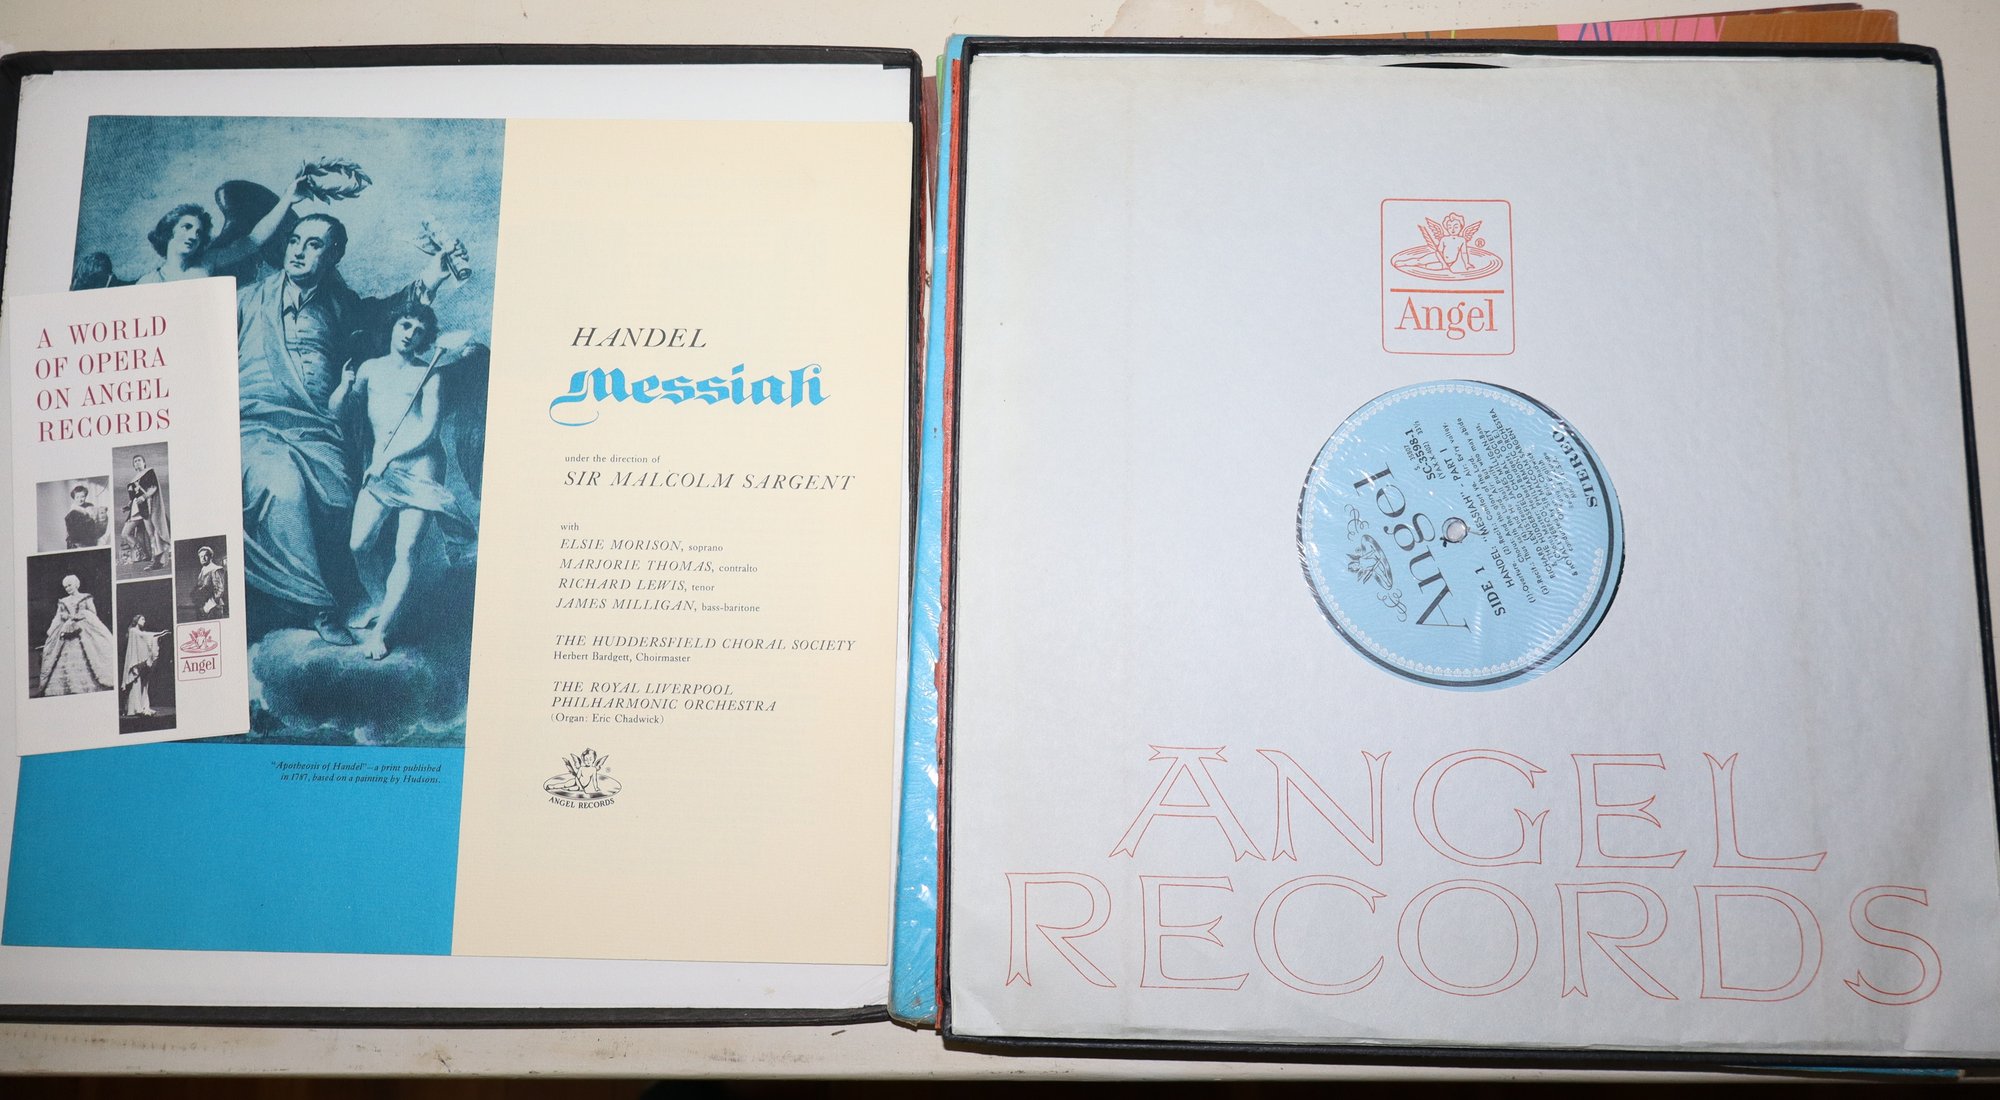 A WORLD
OF OPERA
ON ANGEL
RECORDS
Angel
HANDEL
Messiah
under the direction of
SIR MALCOLM SARGENT
with
ELSIE MORISON, soprano
MARJORIE THOMAS, contralto
RICHARD LEWIS, tenor
JAMES MILLIGAN, bass-baritone
THE HUDDERSFIELD CHORAL SOCIETY
Herbert Bardgett, Choirmaster
THE ROYAL LIVERPOOL
PHILHARMONIC ORCHESTRA
(Organ: Eric Chadwick)
ANGEL RECORDS
"Apotheosis of Handel"—a print published
in 1787, based on a painting by Hudsons.
®
Angel
Angel
STEREO
SC-3598-1
SIDE 1
HANDEL: "MESSIAH" PART I
ANGEL
RECORDS